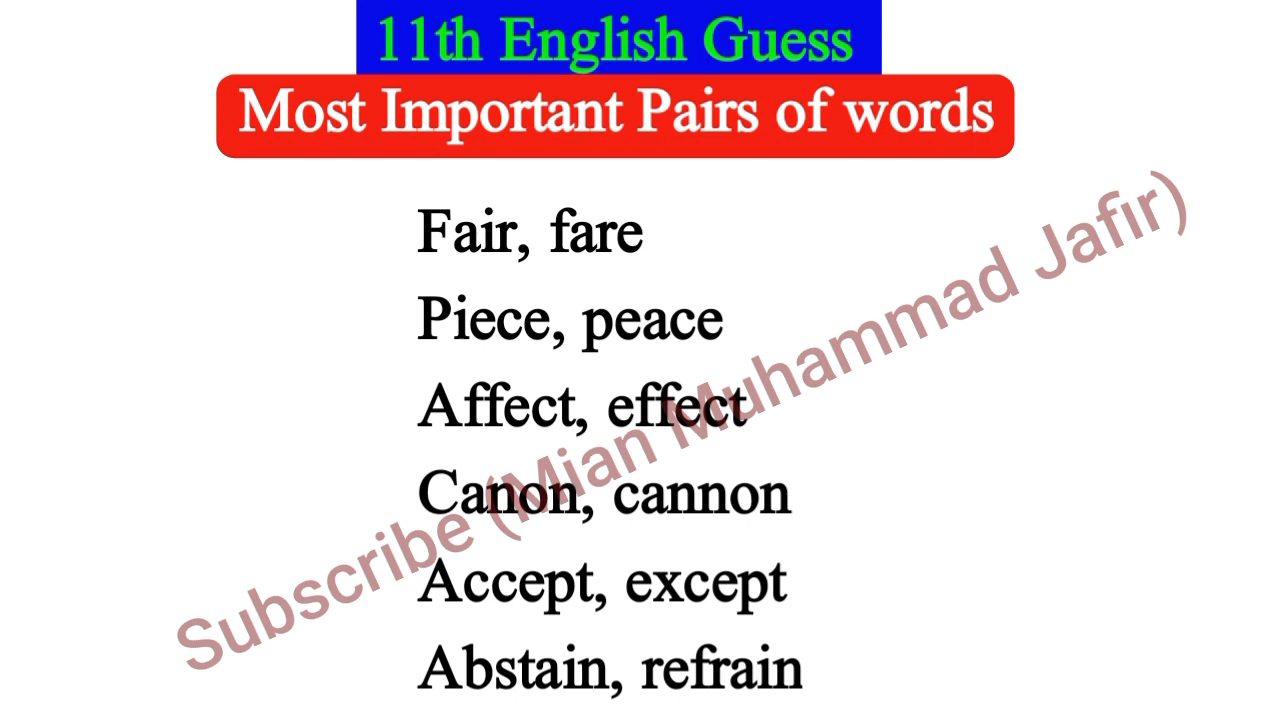 11th English Guess
Most Important Pairs of words
Fair, fare
Piece, peace
Affect, effect
Canon, cannon
Accept, except
Abstain, refrain
Subscribe (Mian Muhammad Jafir)